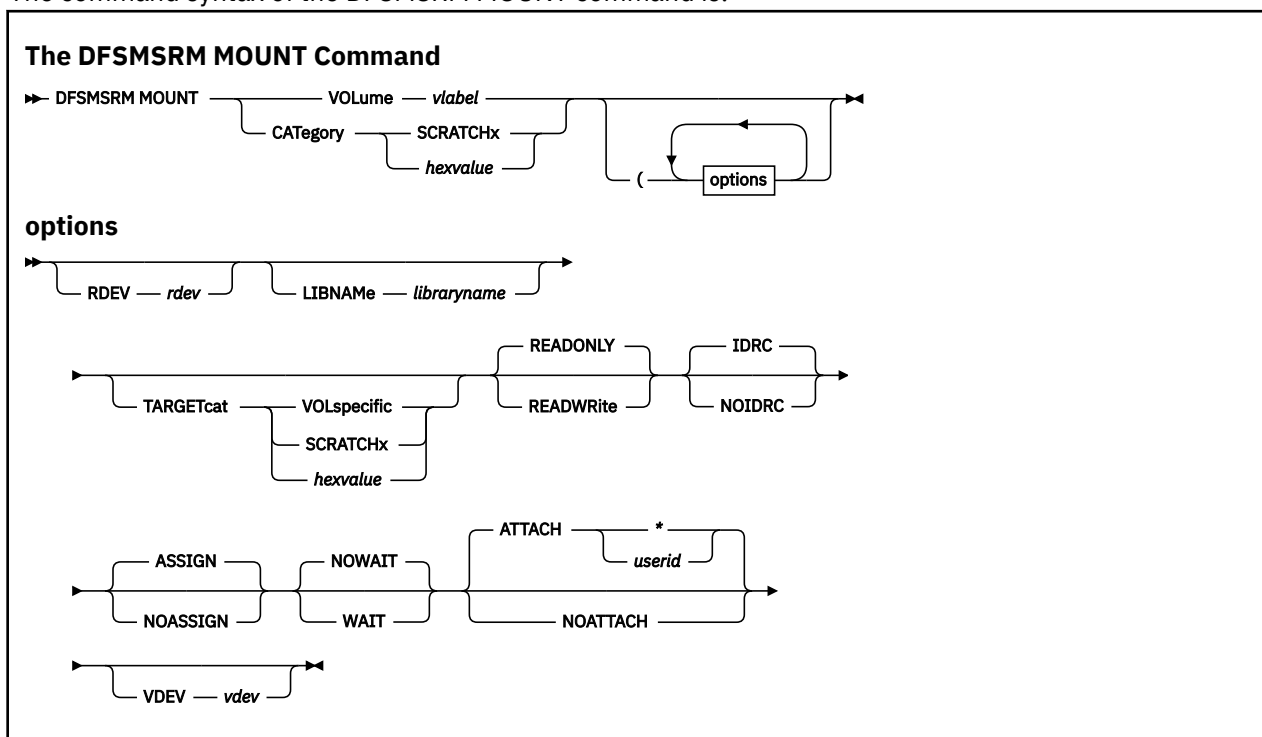 The command syntax of the DFSMSRM MOUNT command is:
The DFSMSRM MOUNT Command
DFSMSRM MOUNT VOLume vlabel
CATegory SCRATCHx
hexvalue
( options
options
RDEV rdev LIBNAMe libraryname
READONLY IDRC
TARGETcat VOLspecific READWRite NOIDRC
SCRATCHx
hexvalue
ASSIGN NOWAIT ATTACH *
userid
NOASSIGN WAIT NOATTACH
VDEV vdev